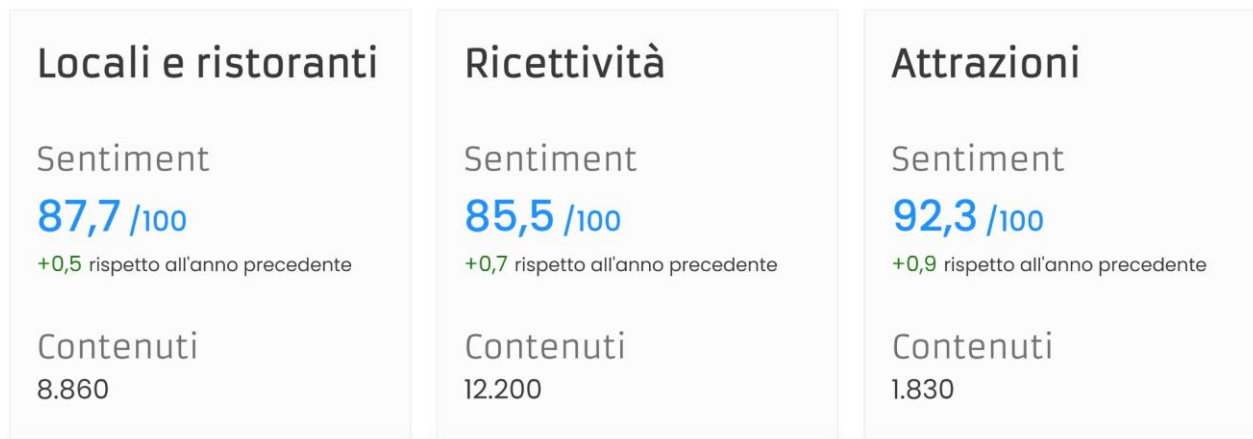 Locali e ristoranti
Sentiment
87,7 /100
+0,5 rispetto all'anno precedente
Contenuti
8.860
Ricettività
Sentiment
85,5 /100
+0,7 rispetto all'anno precedente
Contenuti
12.200
Attrazioni
Sentiment
92,3 /100
+0,9 rispetto all'anno precedente
Contenuti
1.830